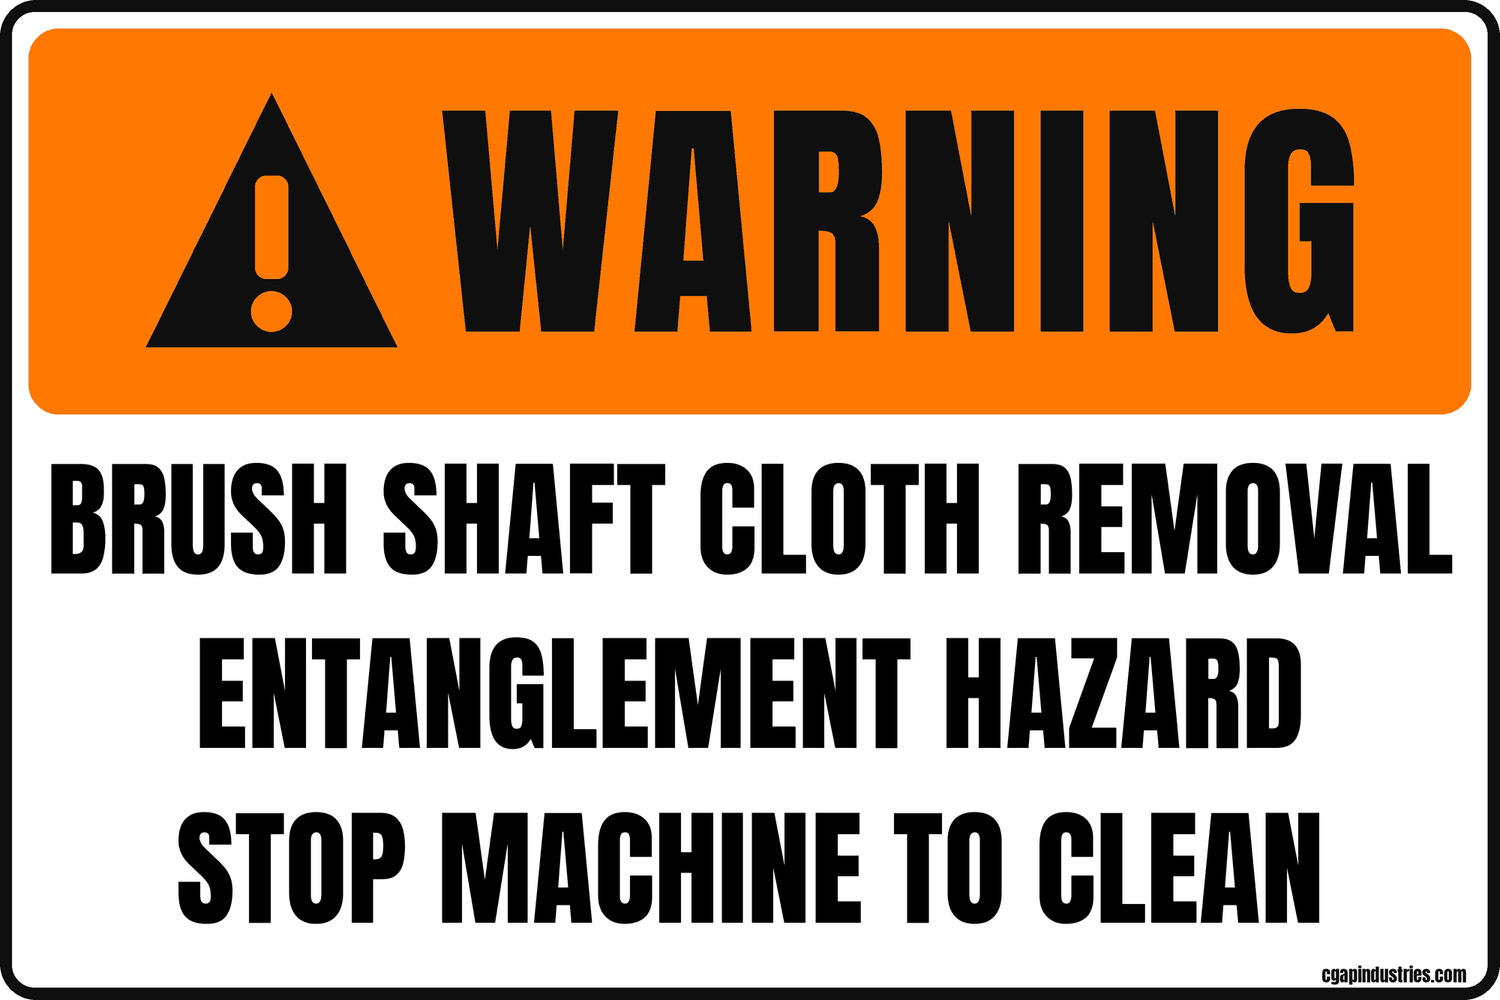 WARNING
BRUSH SHAFT CLOTH REMOVAL
ENTANGLEMENT HAZARD
STOP MACHINE TO CLEAN
cgapindustries.com